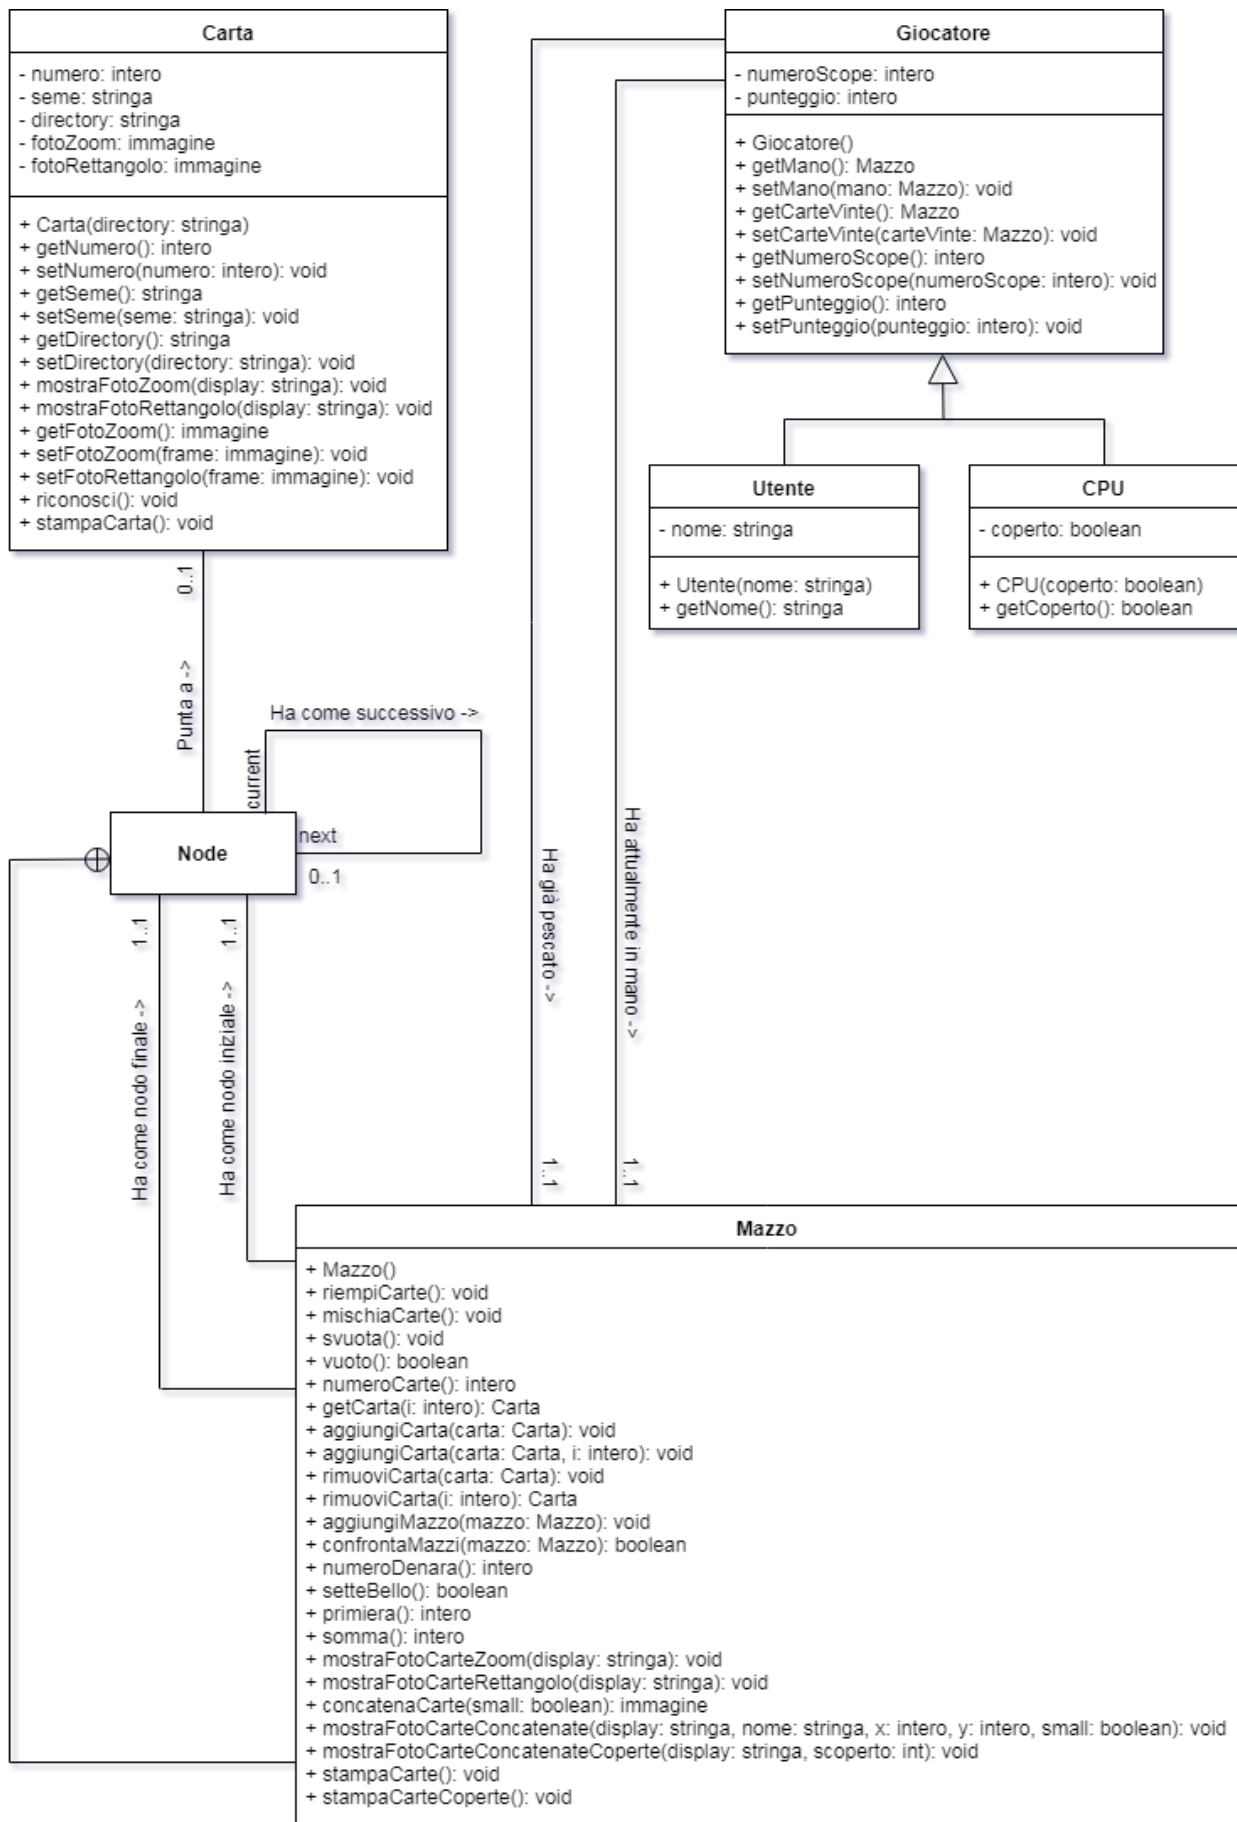 Carta
- numero: intero
- seme: stringa
- directory: stringa
- fotoZoom: immagine
- fotoRettangolo: immagine
+ Carta(directory: stringa)
+ getNumero(): intero
+ setNumero(numero: intero): void
+ getSeme(): stringa
+ setSeme(seme: stringa): void
+ getDirectory(): stringa
+ setDirectory(directory: stringa): void
+ mostraFotoZoom(display: stringa): void
+ mostraFotoRettangolo(display: stringa): void
+ getFotoZoom(): immagine
+ setFotoZoom(frame: immagine): void
+ setFotoRettangolo(frame: immagine): void
+ riconosci(): void
+ stampaCarta(): void
Giocatore
- numeroScope: intero
- punteggio: intero
+ Giocatore()
+ getMano(): Mazzo
+ setMano(mano: Mazzo): void
+ getCarteVinte(): Mazzo
+ setCarteVinte(carteVinte: Mazzo): void
+ getNumeroScope(): intero
+ setNumeroScope(numeroScope: intero): void
+ getPunteggio(): intero
+ setPunteggio(punteggio: intero): void
Utente
- nome: stringa
+ Utente(nome: stringa)
+ getNome(): stringa
CPU
- coperto: boolean
+ CPU(coperto: boolean)
+ getCoperto(): boolean
0..1
Punta a ->
Ha come successivo ->
current
next
0..1
Node
1..1
1..1
Ha come nodo finale ->
Ha come nodo iniziale ->
Ha già pescato ->
Ha attualmente in mano ->
1..1
1..1
Mazzo
+ Mazzo()
+ riempiCarte(): void
+ mischiaCarte(): void
+ svuota(): void
+ vuoto(): boolean
+ numeroCarte(): intero
+ getCarta(i: intero): Carta
+ aggiungiCarta(carta: Carta): void
+ aggiungiCarta(carta: Carta, i: intero): void
+ rimuoviCarta(carta: Carta): void
+ rimuoviCarta(i: intero): Carta
+ aggiungiMazzo(mazzo: Mazzo): void
+ confrontaMazzi(mazzo: Mazzo): boolean
+ numeroDenara(): intero
+ setteBello(): boolean
+ primiera(): intero
+ somma(): intero
+ mostraFotoCarteZoom(display: stringa): void
+ mostraFotoCarteRettangolo(display: stringa): void
+ concatenaCarte(small: boolean): immagine
+ mostraFotoCarteConcatenate(display: stringa, nome: stringa, x: intero, y: intero, small: boolean): void
+ mostraFotoCarteConcatenateCoperte(display: stringa, scoperto: int): void
+ stampaCarte(): void
+ stampaCarteCoperte(): void